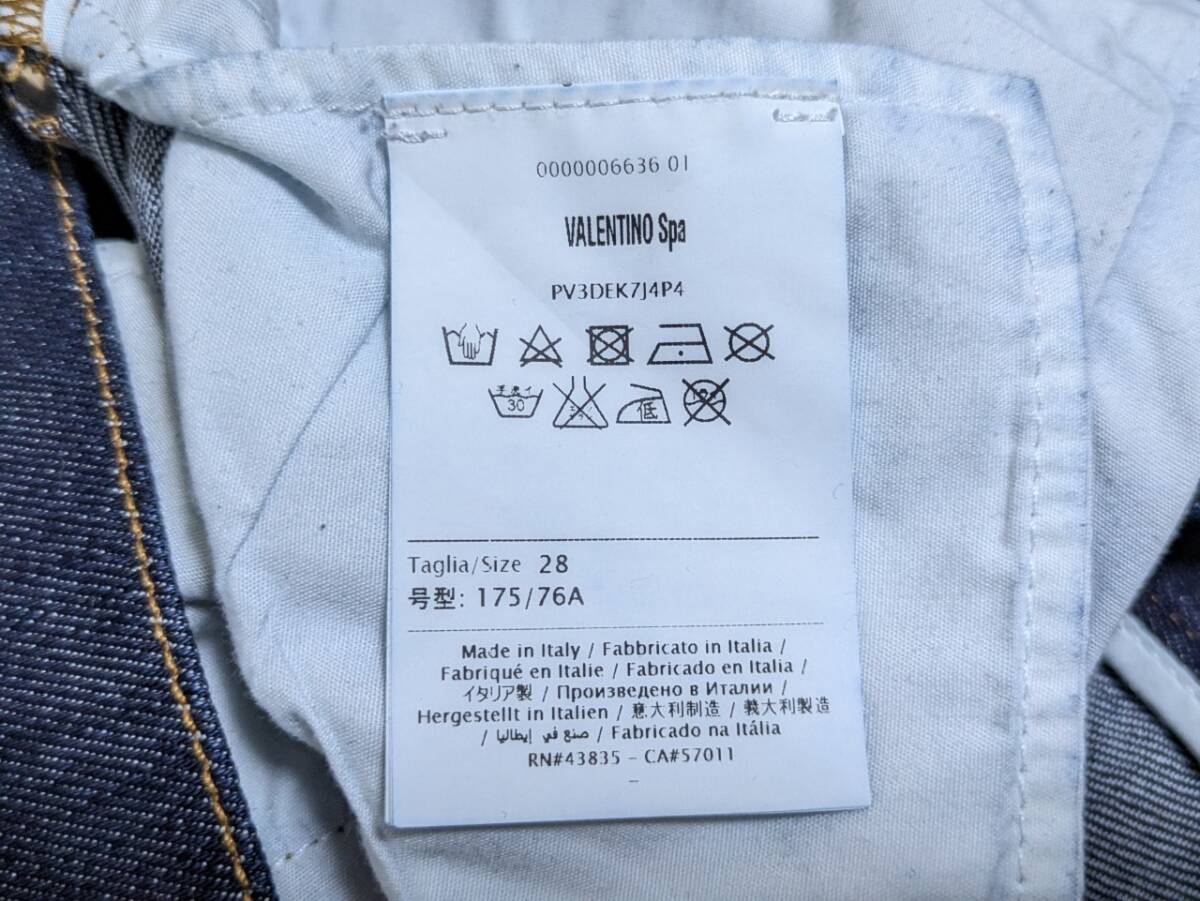 0000006636 01
VALENTINO Spa
PV3DEK7J4P4
手洗イ
30
低
Taglia/Size 28
号型: 175/76A
Made in Italy / Fabbricato in Italia /
Fabriqué en Italie / Fabricado en Italia /
イタリア製 / Произведено в Италии /
Hergestellt in Italien / 意大利制造 / 義大利製造
/ صنع في إيطاليا / Fabricado na Itália
RN#43835 - CA#57011
-